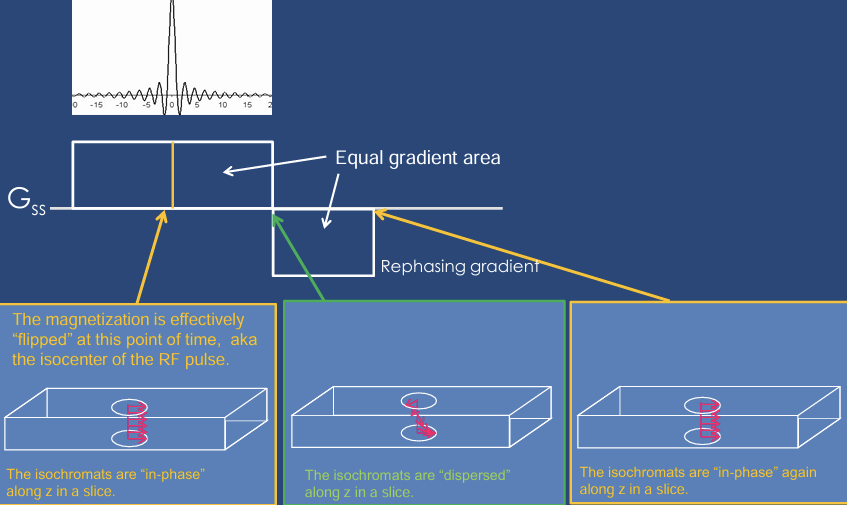 0 -15 -10 -5 0 5 10 15 2
Equal gradient area
GSS
Rephasing gradient
The magnetization is effectively
“flipped” at this point of time, aka
the isocenter of the RF pulse.
The isochromats are “in-phase”
along z in a slice.
The isochromats are “dispersed”
along z in a slice.
The isochromats are “in-phase” again
along z in a slice.